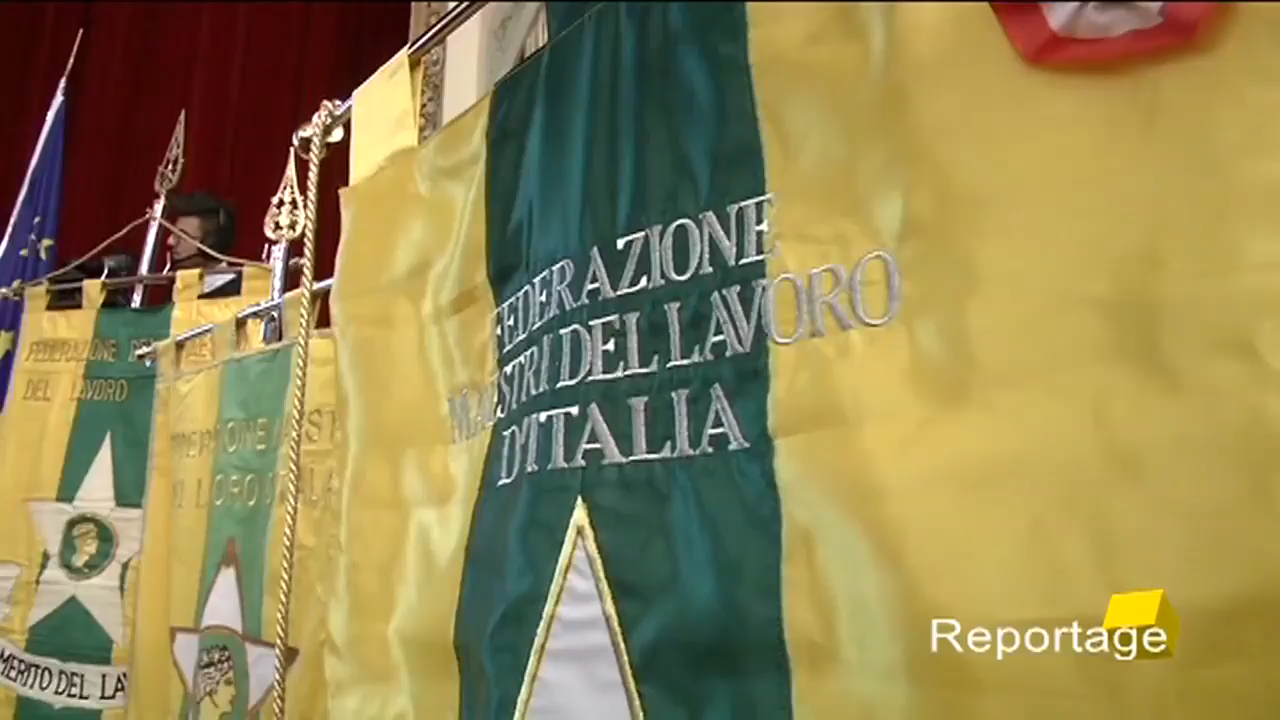 FEDERAZIONE
MAESTRI DEL LAVORO
D'ITALIA
FEDERAZIONE
DEL LAVORO
MERITO DEL LA
Reportage